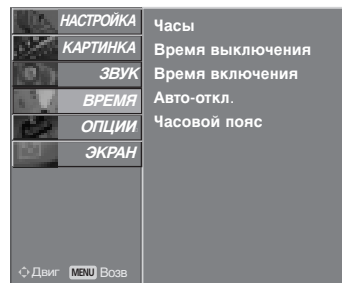 НАСТРОЙКА
КАРТИНКА
ЗВУК
ВРЕМЯ
ОПЦИИ
ЭКРАН
Часы
Время выключения
Время включения
Авто-откл.
Часовой пояс
Двиг MENU Возв